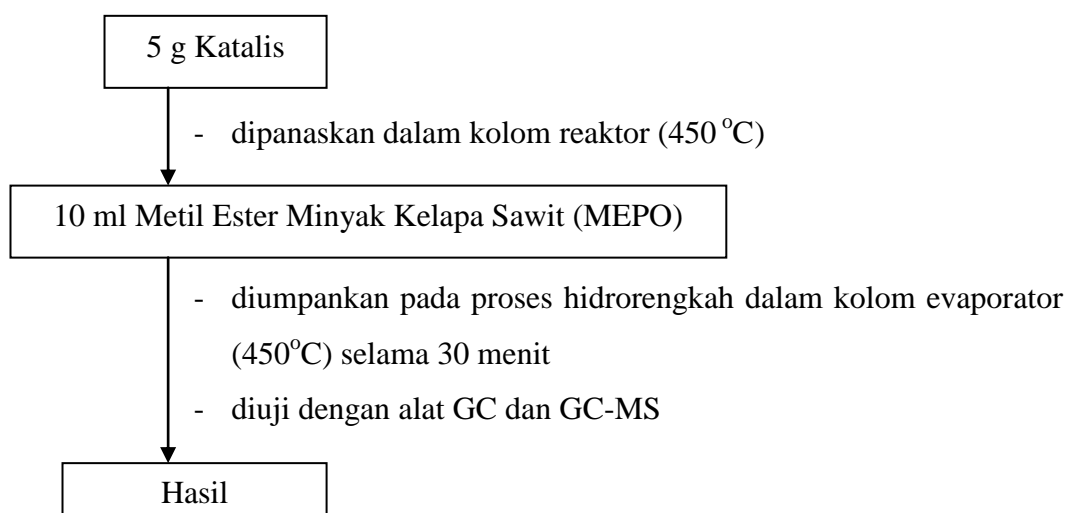 5 g Katalis
- dipanaskan dalam kolom reaktor (450 °C)
10 ml Metil Ester Minyak Kelapa Sawit (MEPO)
- diumpankan pada proses hidrorengkah dalam kolom evaporator
(450°C) selama 30 menit
- diuji dengan alat GC dan GC-MS
Hasil